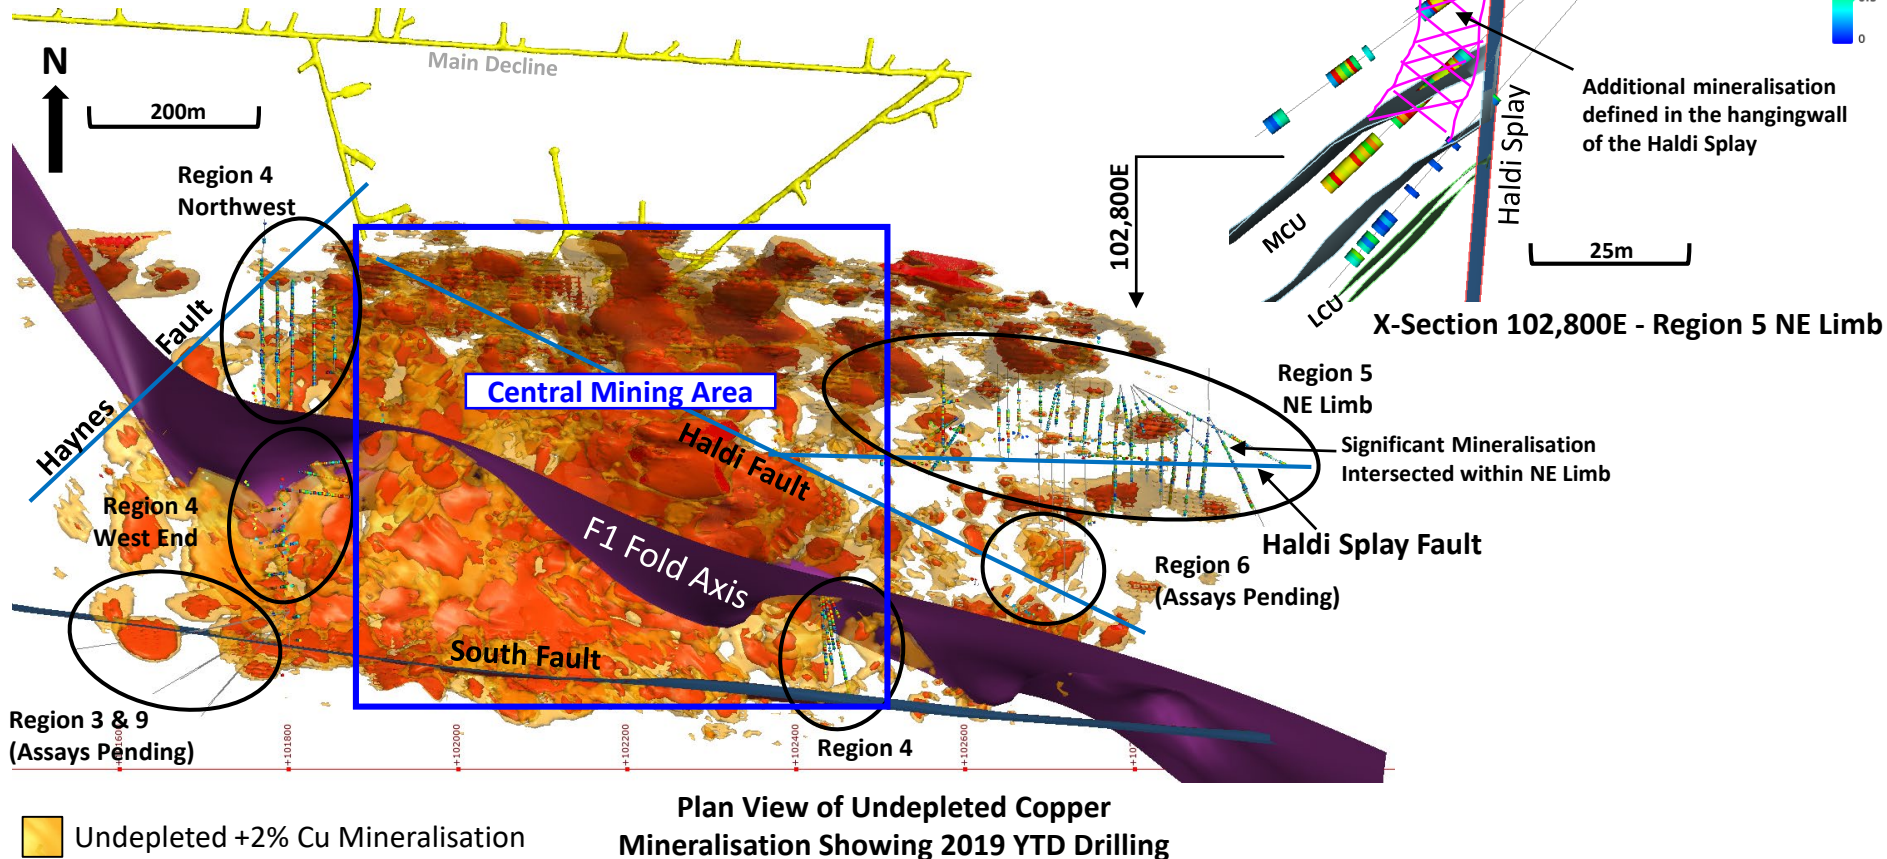 Main Decline
N
200m
Region 4
Northwest
Haynes
Fault
Central Mining Area
Haldi Fault
F1 Fold Axis
South Fault
Region 4
West End
Region 3 & 9
(Assays Pending)
Region 4
Region 5
NE Limb
Significant Mineralisation
Intersected within NE Limb
Haldi Splay Fault
Region 6
(Assays Pending)
102,800E
MCU
LCU
Haldi Splay
Additional mineralisation
defined in the hangingwall
of the Haldi Splay
0
25m
X-Section 102,800E - Region 5 NE Limb
+101800
+102000
+102200
+102400
+102600
Undepleted +2% Cu Mineralisation
Plan View of Undepleted Copper
Mineralisation Showing 2019 YTD Drilling